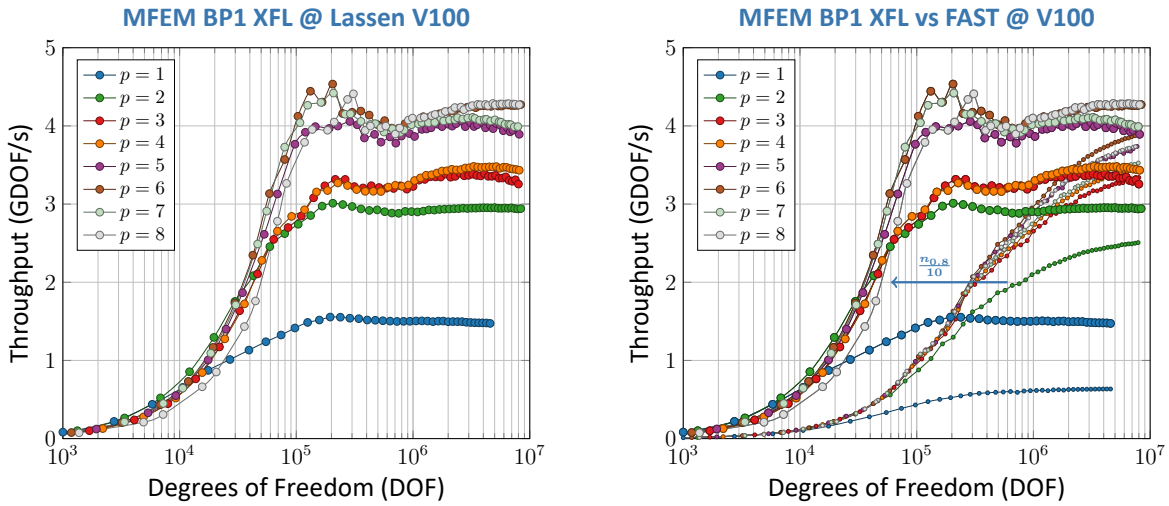 MFEM BP1 XFL @ Lassen V100
Throughput (GDOF/s)
5
4
3
2
1
0
p = 1
p = 2
p = 3
p = 4
p = 5
p = 6
p = 7
p = 8
10^3 10^4 10^5 10^6 10^7
Degrees of Freedom (DOF)
MFEM BP1 XFL vs FAST @ V100
Throughput (GDOF/s)
5
4
3
2
1
0
p = 1
p = 2
p = 3
p = 4
p = 5
p = 6
p = 7
p = 8
n_{0.8}
10
10^3 10^4 10^5 10^6 10^7
Degrees of Freedom (DOF)